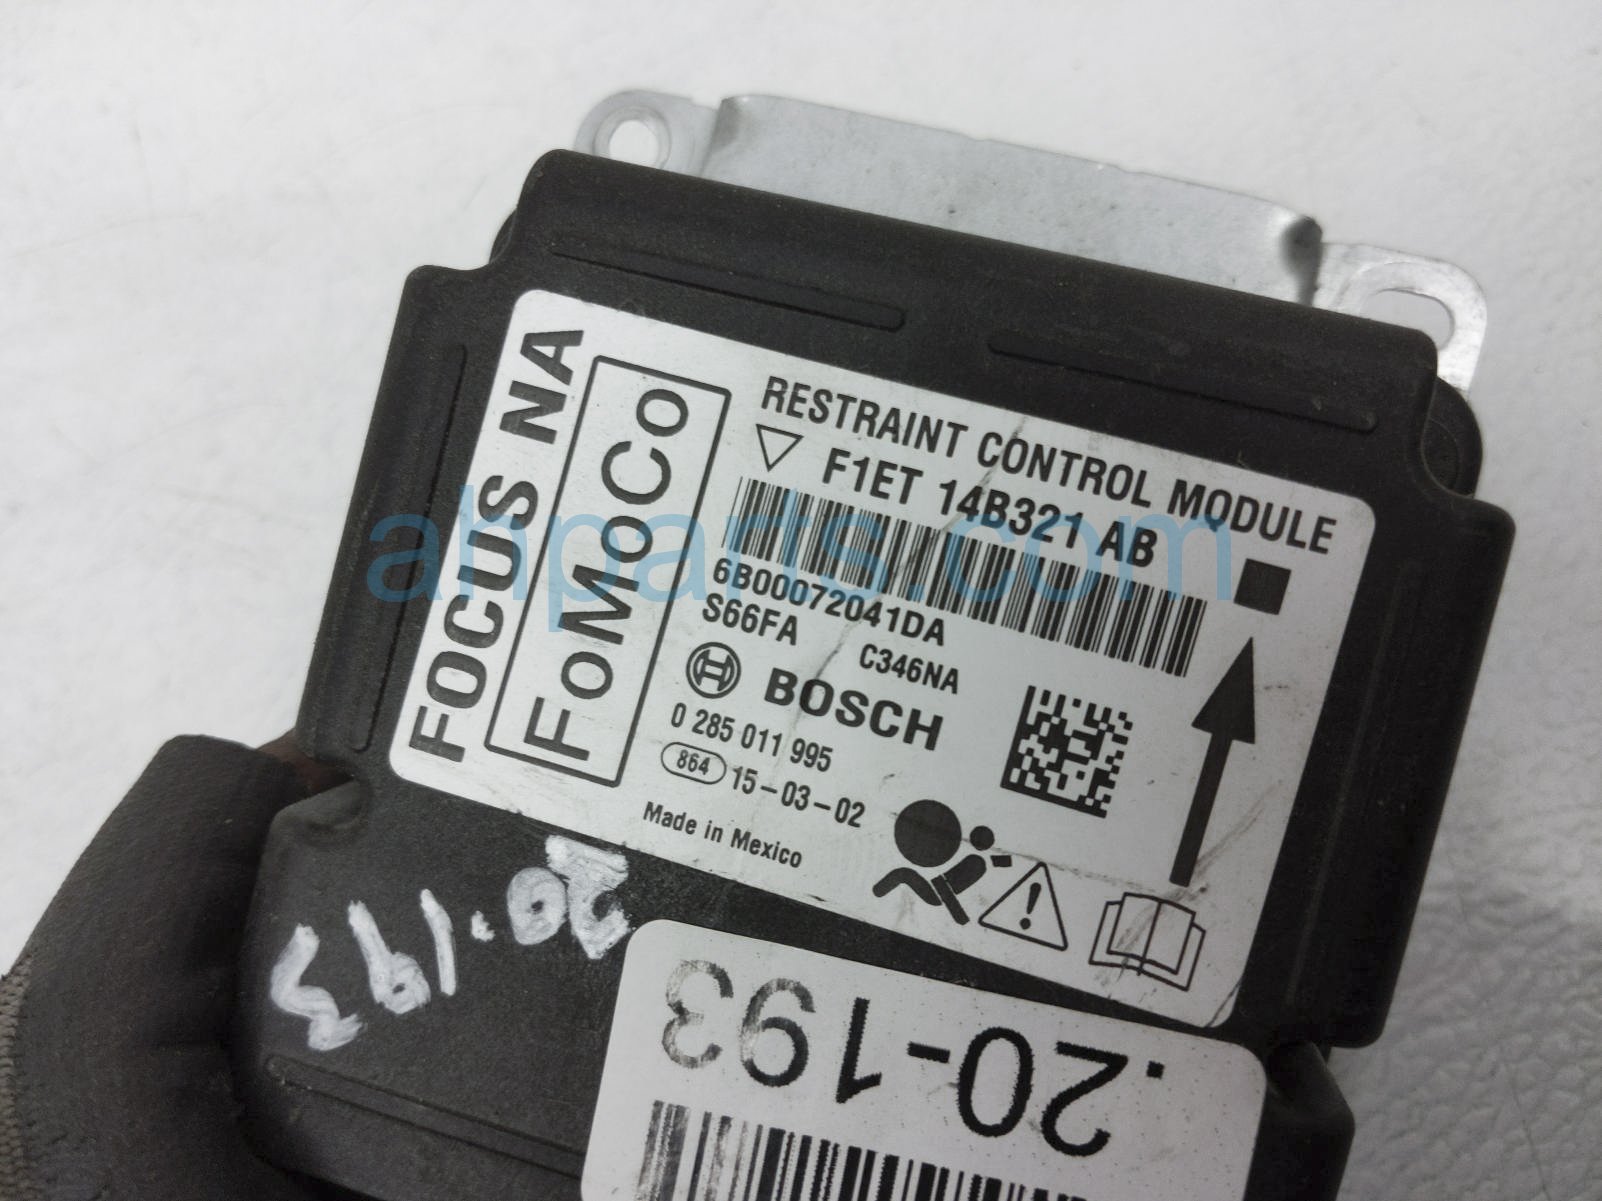 FOCUS NA
FoMoCo
RESTRAINT CONTROL MODULE
F1ET 14B321 AB
6B00072041DA
S66FA C346NA
BOSCH
0 285 011 995
864 15-03-02
Made in Mexico
20.193
.20-193
ahparts.com